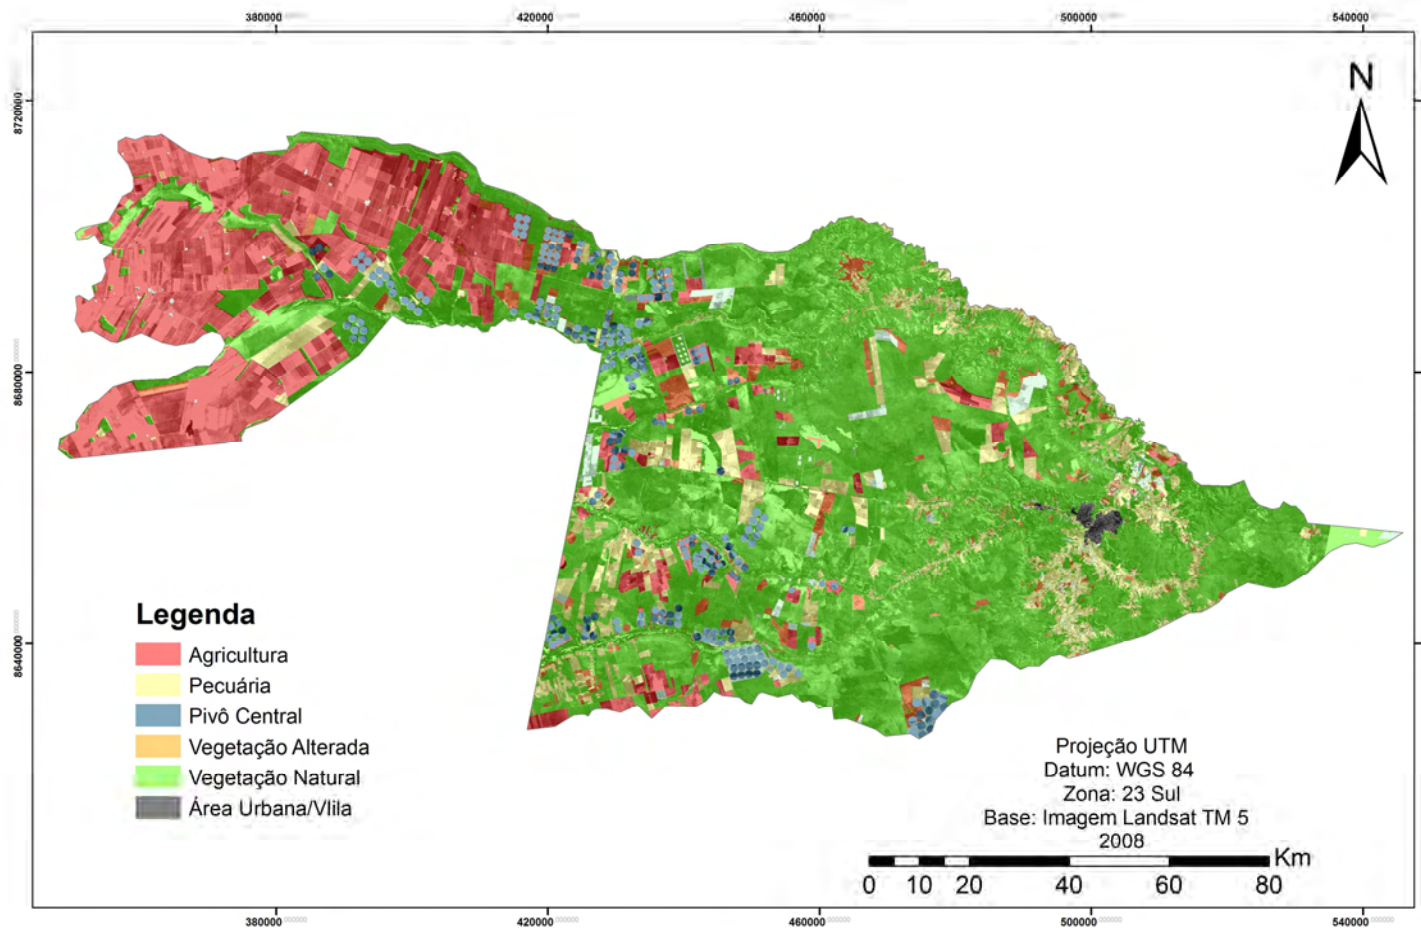 380000 420000 460000 500000 540000
N
8720000
8680000
8640000
Legenda
Agricultura
Pecuária
Pivô Central
Vegetação Alterada
Vegetação Natural
Área Urbana/Vlila
Projeção UTM
Datum: WGS 84
Zona: 23 Sul
Base: Imagem Landsat TM 5
2008
Km
0 10 20 40 60 80
380000 420000 460000 500000 540000